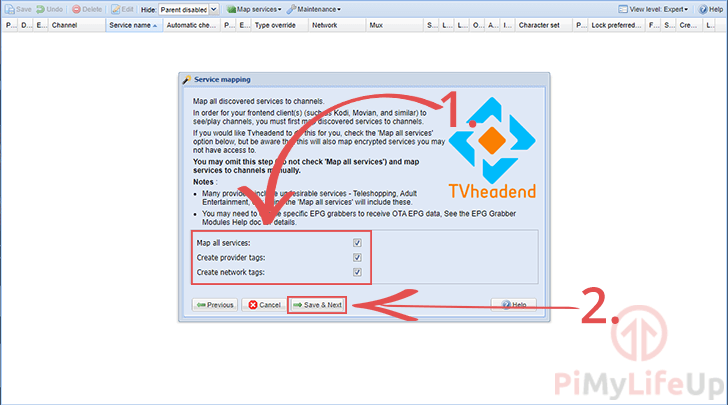 Save Undo Delete Edit Hide: Parent disabled Map services Maintenance View level: Expert Help
P... D... E... Channel Service name Automatic che... P... E... Type override Network Mux S... L... L... O... A... I... Character set P... Lock preferred... F... S... Cre... L...
Service mapping
Map all discovered services to channels.
In order for your frontend client(s) (such as Kodi, Movian, and similar) to
see/play channels, you must first map discovered services to channels.
If you would like Tvheadend to do this for you, check the 'Map all services'
option below, but be aware that this will also map encrypted services you may
not have access to.
You may omit this step (do not check 'Map all services') and map
services to channels manually.
Notes :
Many providers include undesirable services - Teleshopping, Adult
Entertainment, using the 'Map all services' will include these.
You may need to specific EPG grabbers to receive OTA EPG data, See the EPG Grabber
Modules Help doc details.
1.
TVheadend
Map all services:
Create provider tags:
Create network tags:
Previous Cancel Save & Next Help
2.
PiMyLifeUp